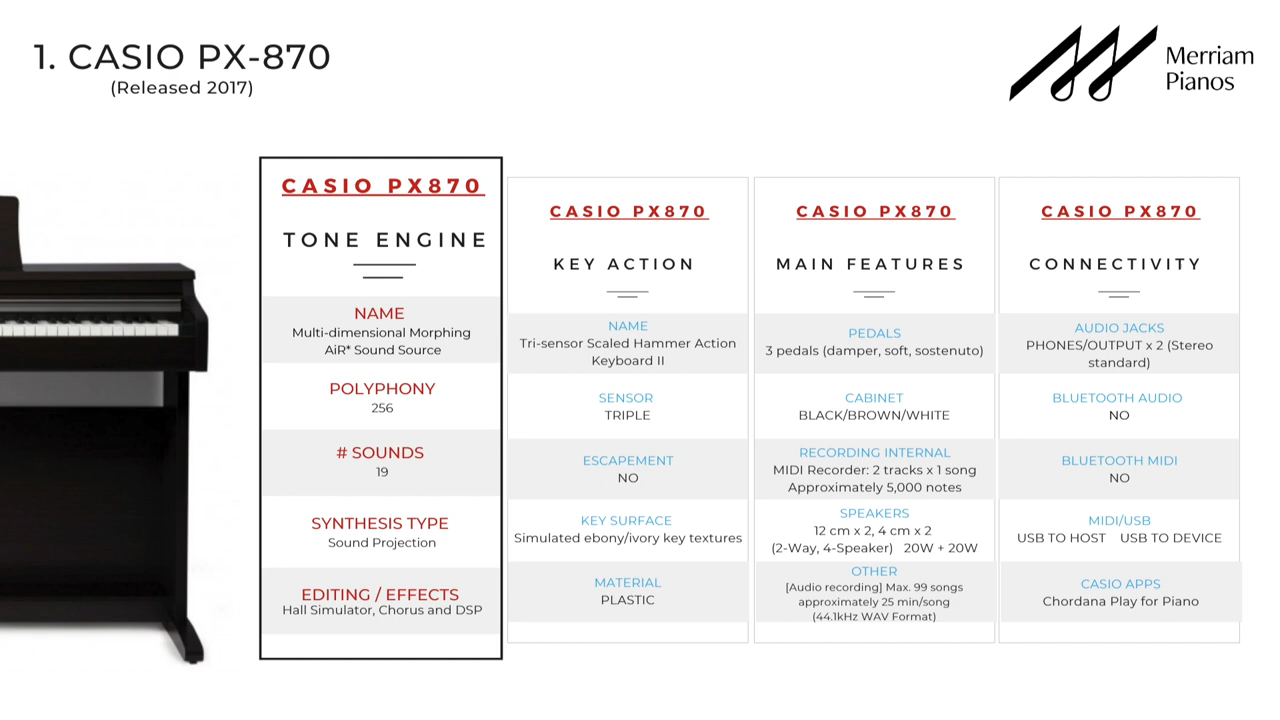 1. CASIO PX-870
(Released 2017)
Merriam
Pianos
CASIO PX870
TONE ENGINE
NAME
Multi-dimensional Morphing
AiR* Sound Source
POLYPHONY
256
# SOUNDS
19
SYNTHESIS TYPE
Sound Projection
EDITING / EFFECTS
Hall Simulator, Chorus and DSP
CASIO PX870
KEY ACTION
NAME
Tri-sensor Scaled Hammer Action
Keyboard II
SENSOR
TRIPLE
ESCAPEMENT
NO
KEY SURFACE
Simulated ebony/ivory key textures
MATERIAL
PLASTIC
CASIO PX870
MAIN FEATURES
PEDALS
3 pedals (damper, soft, sostenuto)
CABINET
BLACK/BROWN/WHITE
RECORDING INTERNAL
MIDI Recorder: 2 tracks x 1 song
Approximately 5,000 notes
SPEAKERS
12 cm x 2, 4 cm x 2
(2-Way, 4-Speaker) 20W + 20W
OTHER
[Audio recording] Max. 99 songs
approximately 25 min/song
(44.1kHz WAV Format)
CASIO PX870
CONNECTIVITY
AUDIO JACKS
PHONES/OUTPUT x 2 (Stereo
standard)
BLUETOOTH AUDIO
NO
BLUETOOTH MIDI
NO
MIDI/USB
USB TO HOST USB TO DEVICE
CASIO APPS
Chordana Play for Piano